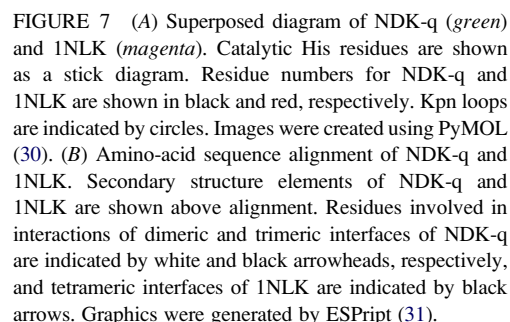 FIGURE 7 (A) Superposed diagram of NDK-q (green)
and 1NLK (magenta). Catalytic His residues are shown
as a stick diagram. Residue numbers for NDK-q and
1NLK are shown in black and red, respectively. Kpn loops
are indicated by circles. Images were created using PyMOL
(30). (B) Amino-acid sequence alignment of NDK-q and
1NLK. Secondary structure elements of NDK-q and
1NLK are shown above alignment. Residues involved in
interactions of dimeric and trimeric interfaces of NDK-q
are indicated by white and black arrowheads, respectively,
and tetrameric interfaces of 1NLK are indicated by black
arrows. Graphics were generated by ESPript (31).